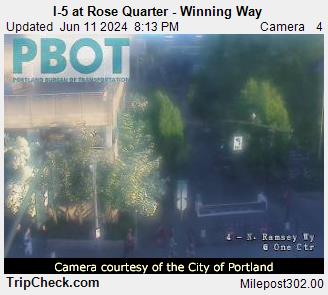 I-5 at Rose Quarter - Winning Way
Updated Jun 11 2024 8:13 PM Camera 4
PBOT
PORTLAND BUREAU OF TRANSPORTATION
4 - N. Ramsey Wy
@ One Ctr
Camera courtesy of the City of Portland
TripCheck.com Milepost302.00